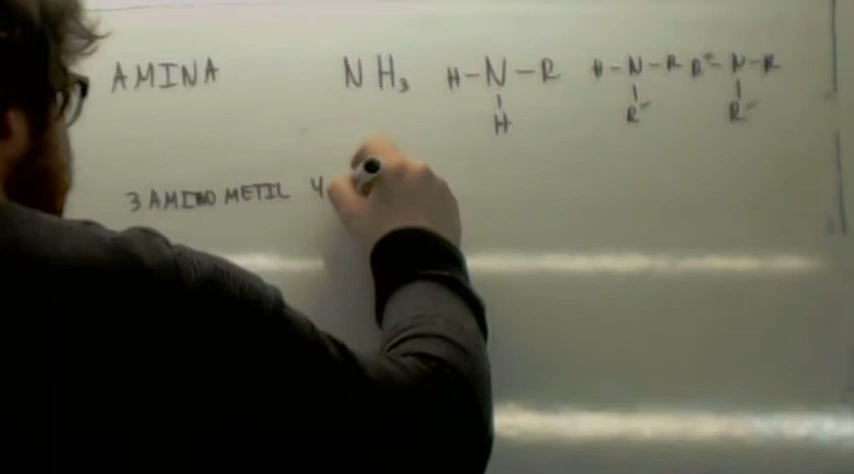 AMINA NH₃ H-N-R H-N-R R''-N-R
H R' R'
3 AMINO METIL 4